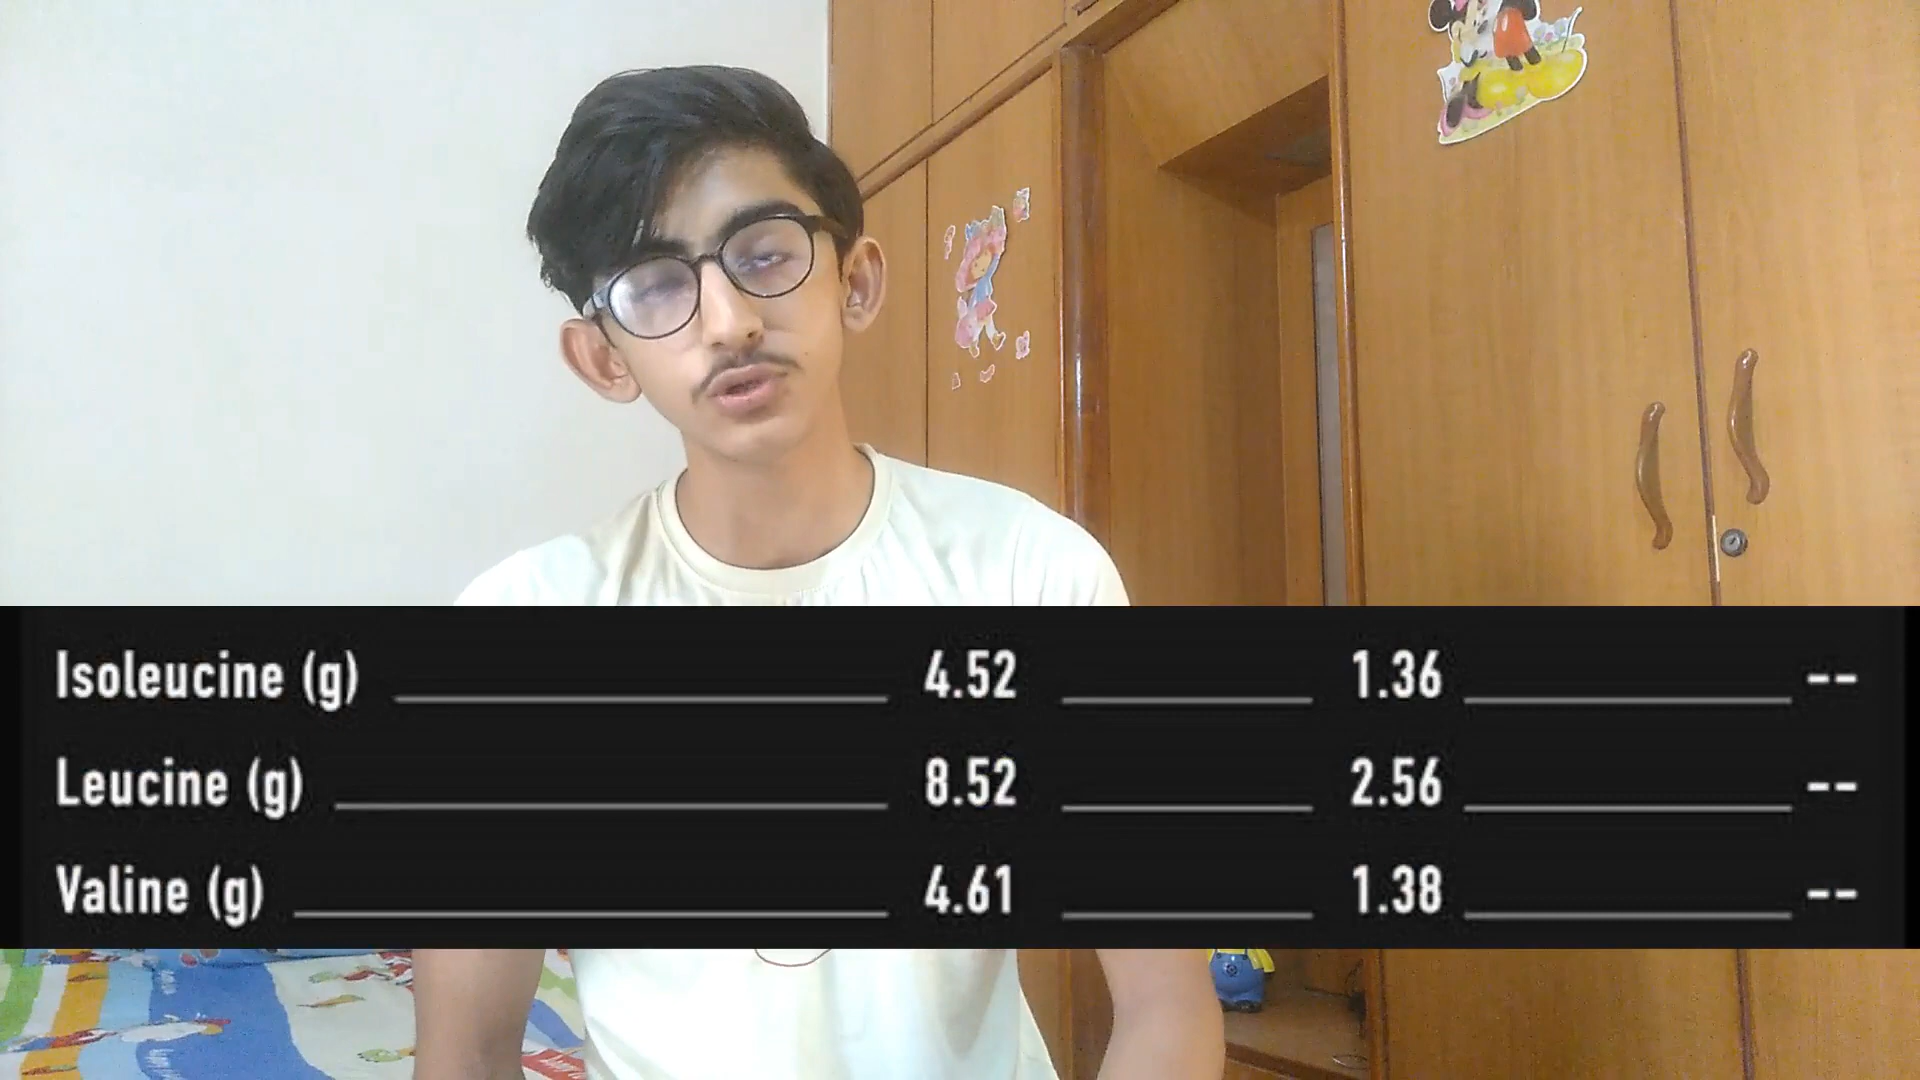 Isoleucine (g) 4.52 1.36 --
Leucine (g) 8.52 2.56 --
Valine (g) 4.61 1.38 --